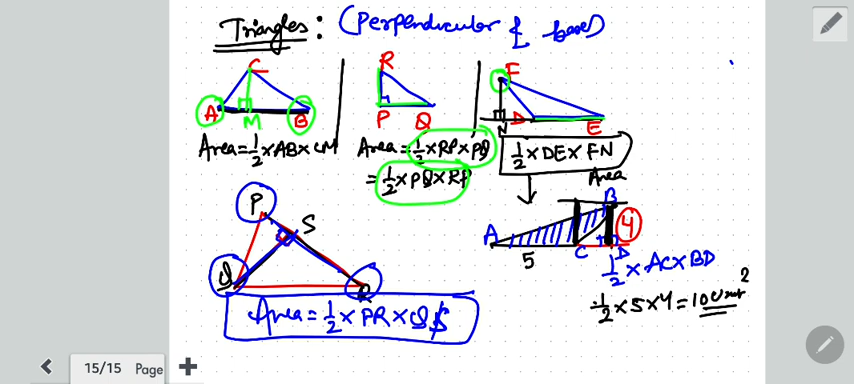 Triangles: (Perpendicular & bases)
C
A M B
Area = 1/2 × AB × CM
R
P Q
Area = 1/2 × RP × PQ
= 1/2 × PQ × RP
F
N D E
1/2 × DE × FN
Area
P S
Q R
Area = 1/2 × PR × QS
A B
4
5 C D
1/2 × AC × BD
1/2 × 5 × 4 = 10 unit²
15/15 Page